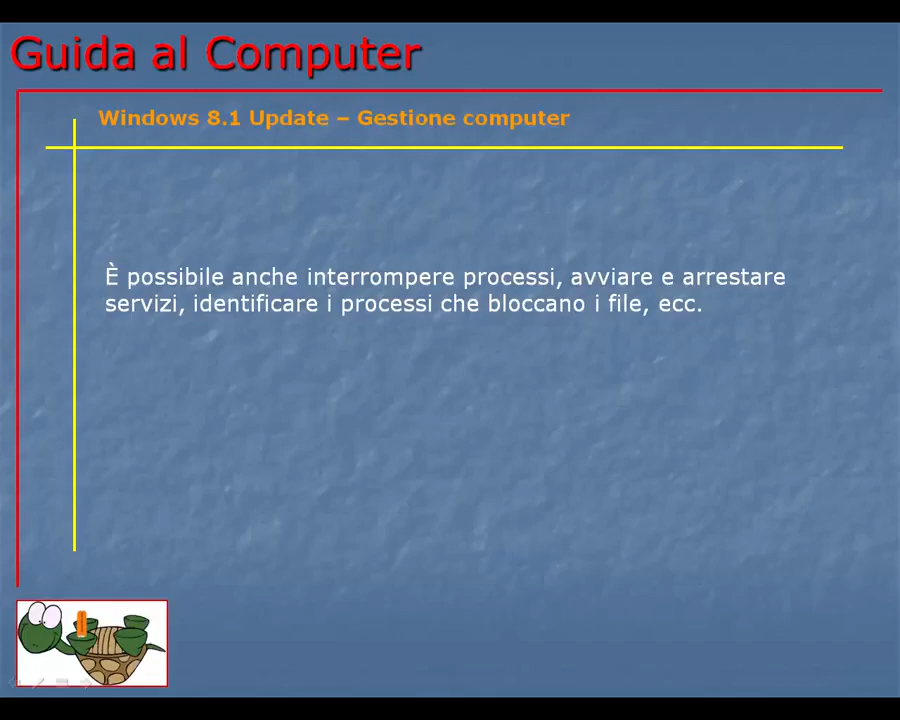 Guida al Computer
Windows 8.1 Update – Gestione computer
È possibile anche interrompere processi, avviare e arrestare
servizi, identificare i processi che bloccano i file, ecc.